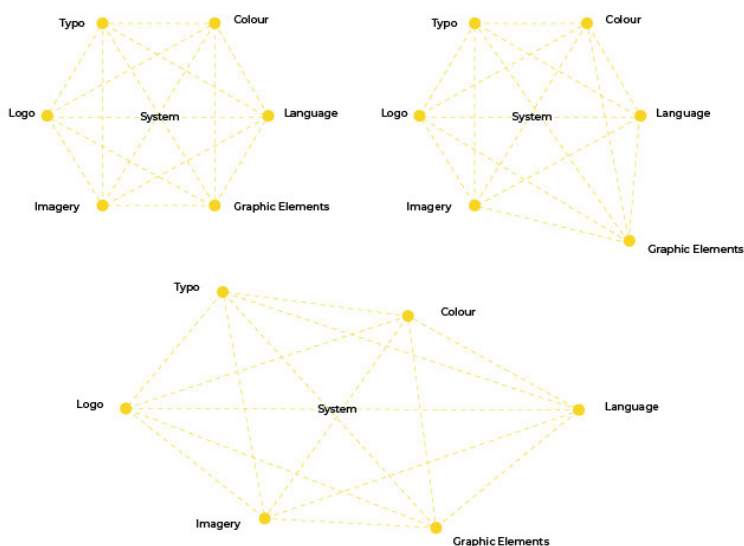 Typo
Colour
Logo
System
Language
Imagery
Graphic Elements
Typo
Colour
Logo
System
Language
Imagery
Graphic Elements
Typo
Colour
Logo
System
Language
Imagery
Graphic Elements